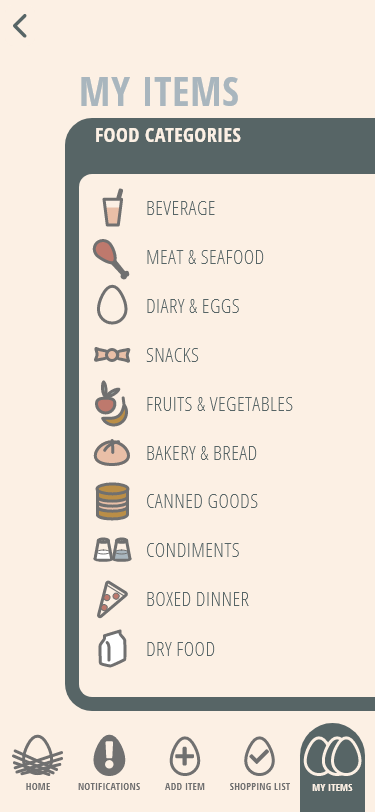 MY ITEMS
FOOD CATEGORIES
BEVERAGE
MEAT & SEAFOOD
DIARY & EGGS
SNACKS
FRUITS & VEGETABLES
BAKERY & BREAD
CANNED GOODS
CONDIMENTS
BOXED DINNER
DRY FOOD
HOME NOTIFICATIONS ADD ITEM SHOPPING LIST MY ITEMS